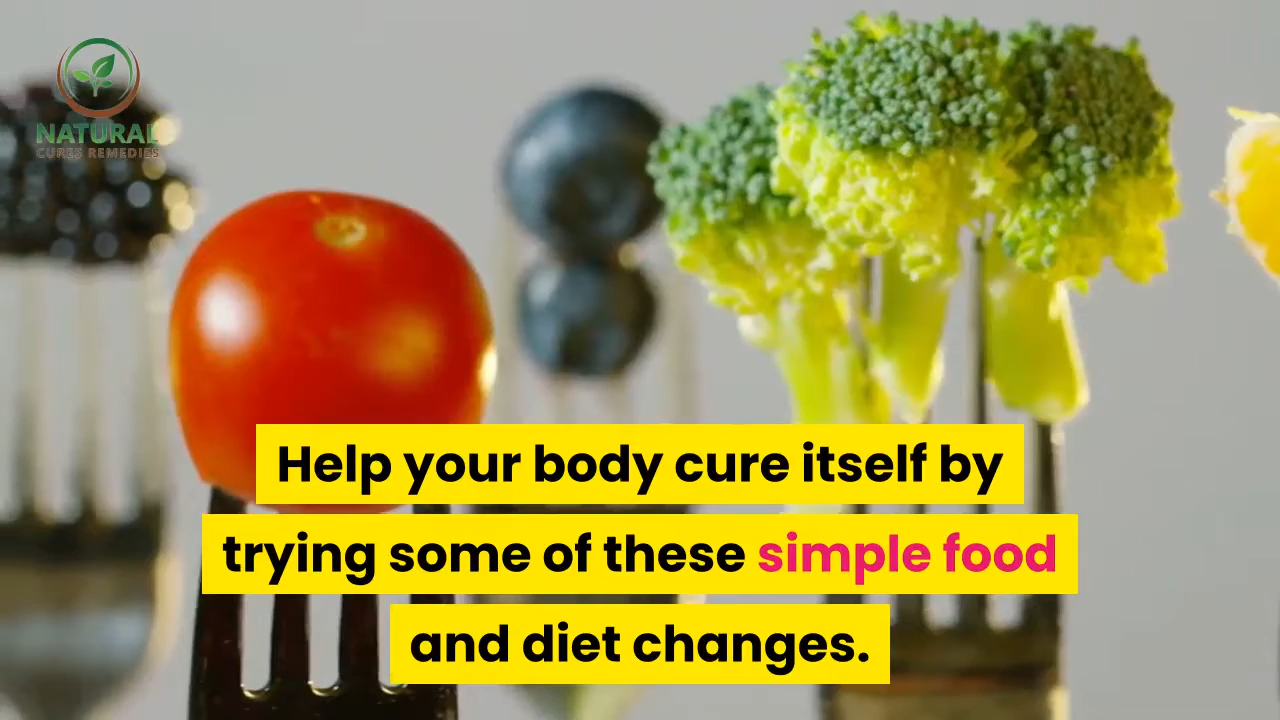 NATURAL
CURES REMEDIES
Help your body cure itself by
trying some of these simple food
and diet changes.